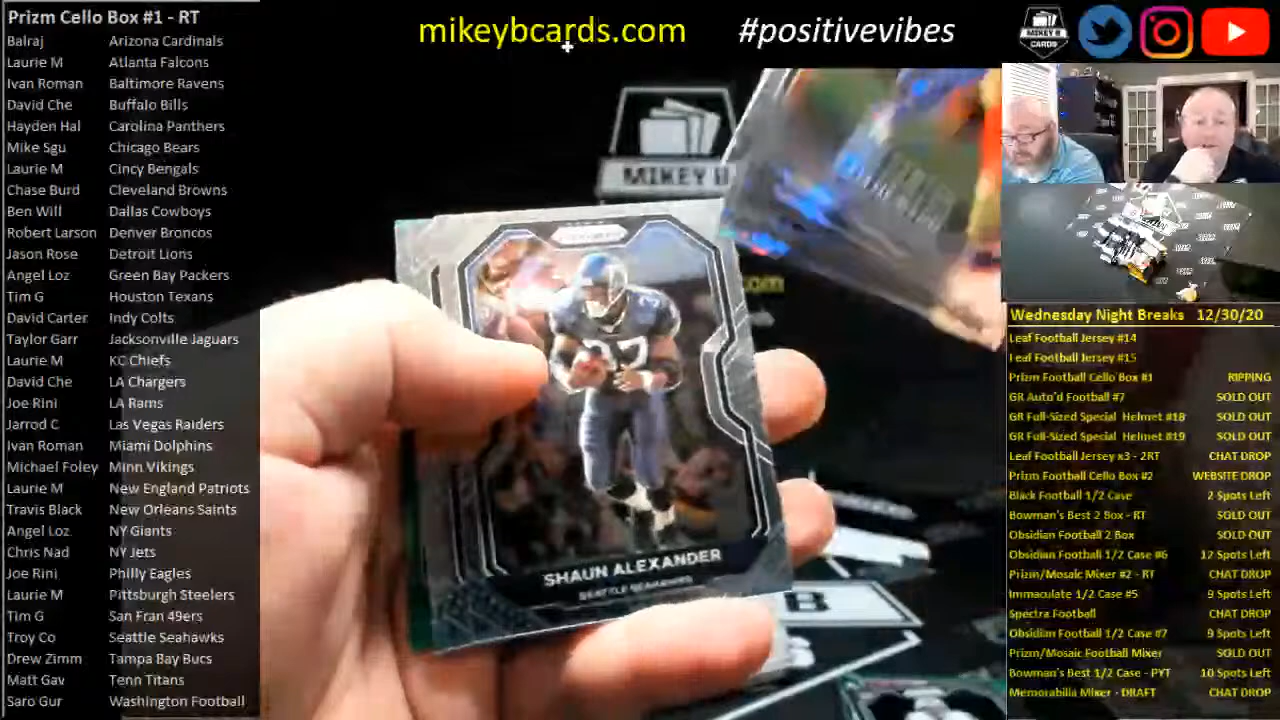 Prizm Cello Box #1 - RT
Balraj Arizona Cardinals
Laurie M Atlanta Falcons
Ivan Roman Baltimore Ravens
David Che Buffalo Bills
Hayden Hal Carolina Panthers
Mike Sgu Chicago Bears
Laurie M Cincy Bengals
Chase Burd Cleveland Browns
Ben Will Dallas Cowboys
Robert Larson Denver Broncos
Jason Rose Detroit Lions
Angel Loz Green Bay Packers
Tim G Houston Texans
David Carter Indy Colts
Taylor Garr Jacksonville Jaguars
Laurie M KC Chiefs
David Che LA Chargers
Joe Rini LA Rams
Jarrod C Las Vegas Raiders
Ivan Roman Miami Dolphins
Michael Foley Minn Vikings
Laurie M New England Patriots
Travis Black New Orleans Saints
Angel Loz NY Giants
Chris Nad NY Jets
Joe Rini Philly Eagles
Laurie M Pittsburgh Steelers
Tim G San Fran 49ers
Troy Co Seattle Seahawks
Drew Zimm Tampa Bay Bucs
Matt Gav Tenn Titans
Saro Gur Washington Football
mikeybcards.com #positivevibes
MIKEY B
CARDS
MIKEY B
.com
PRIZM
37
SHAUN ALEXANDER
SEATTLE SEAHAWKS
B
Wednesday Night Breaks 12/30/20
Leaf Football Jersey #14
Leaf Football Jersey #15
Prizm Football Cello Box #1 RIPPING
GR Auto'd Football #7 SOLD OUT
GR Full-Sized Special Helmet #18 SOLD OUT
GR Full-Sized Special Helmet #19 SOLD OUT
Leaf Football Jersey x3 - 2RT CHAT DROP
Prizm Football Cello Box #2 WEBSITE DROP
Black Football 1/2 Case 2 Spots Left
Bowman's Best 2 Box - RT SOLD OUT
Obsidian Football 2 Box SOLD OUT
Obsidian Football 1/2 Case #6 12 Spots Left
Prizm/Mosaic Mixer #2 - RT CHAT DROP
Immaculate 1/2 Case #5 9 Spots Left
Spectra Football CHAT DROP
Obsidian Football 1/2 Case #7 9 Spots Left
Prizm/Mosaic Football Mixer SOLD OUT
Bowman's Best 1/2 Case - PYT 10 Spots Left
Memorabilia Mixer - DRAFT CHAT DROP